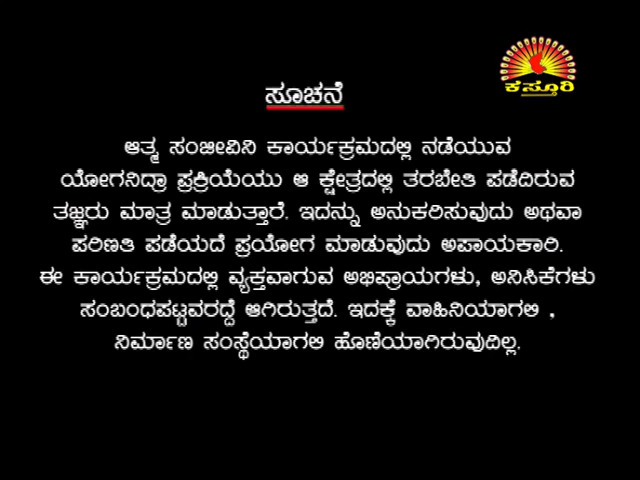 ಕಸ್ತೂರಿ
ಸೂಚನೆ
ಆತ್ಮ ಸಂಜೀವಿನಿ ಕಾರ್ಯಕ್ರಮದಲ್ಲಿ ನಡೆಯುವ
ಯೋಗನಿದ್ರಾ ಪ್ರಕ್ರಿಯೆಯು ಆ ಕ್ಷೇತ್ರದಲ್ಲಿ ತರಬೇತಿ ಪಡೆದಿರುವ
ತಜ್ಞರು ಮಾತ್ರ ಮಾಡುತ್ತಾರೆ. ಇದನ್ನು ಅನುಕರಿಸುವುದು ಅಥವಾ
ಪರಿಣತಿ ಪಡೆಯದೆ ಪ್ರಯೋಗ ಮಾಡುವುದು ಅಪಾಯಕಾರಿ.
ಈ ಕಾರ್ಯಕ್ರಮದಲ್ಲಿ ವ್ಯಕ್ತವಾಗುವ ಅಭಿಪ್ರಾಯಗಳು, ಅನಿಸಿಕೆಗಳು
ಸಂಬಂಧಪಟ್ಟವರದ್ದೆ ಆಗಿರುತ್ತದೆ. ಇದಕ್ಕೆ ವಾಹಿನಿಯಾಗಲಿ ,
ನಿರ್ಮಾಣ ಸಂಸ್ಥೆಯಾಗಲಿ ಹೊಣೆಯಾಗಿರುವುದಿಲ್ಲ.